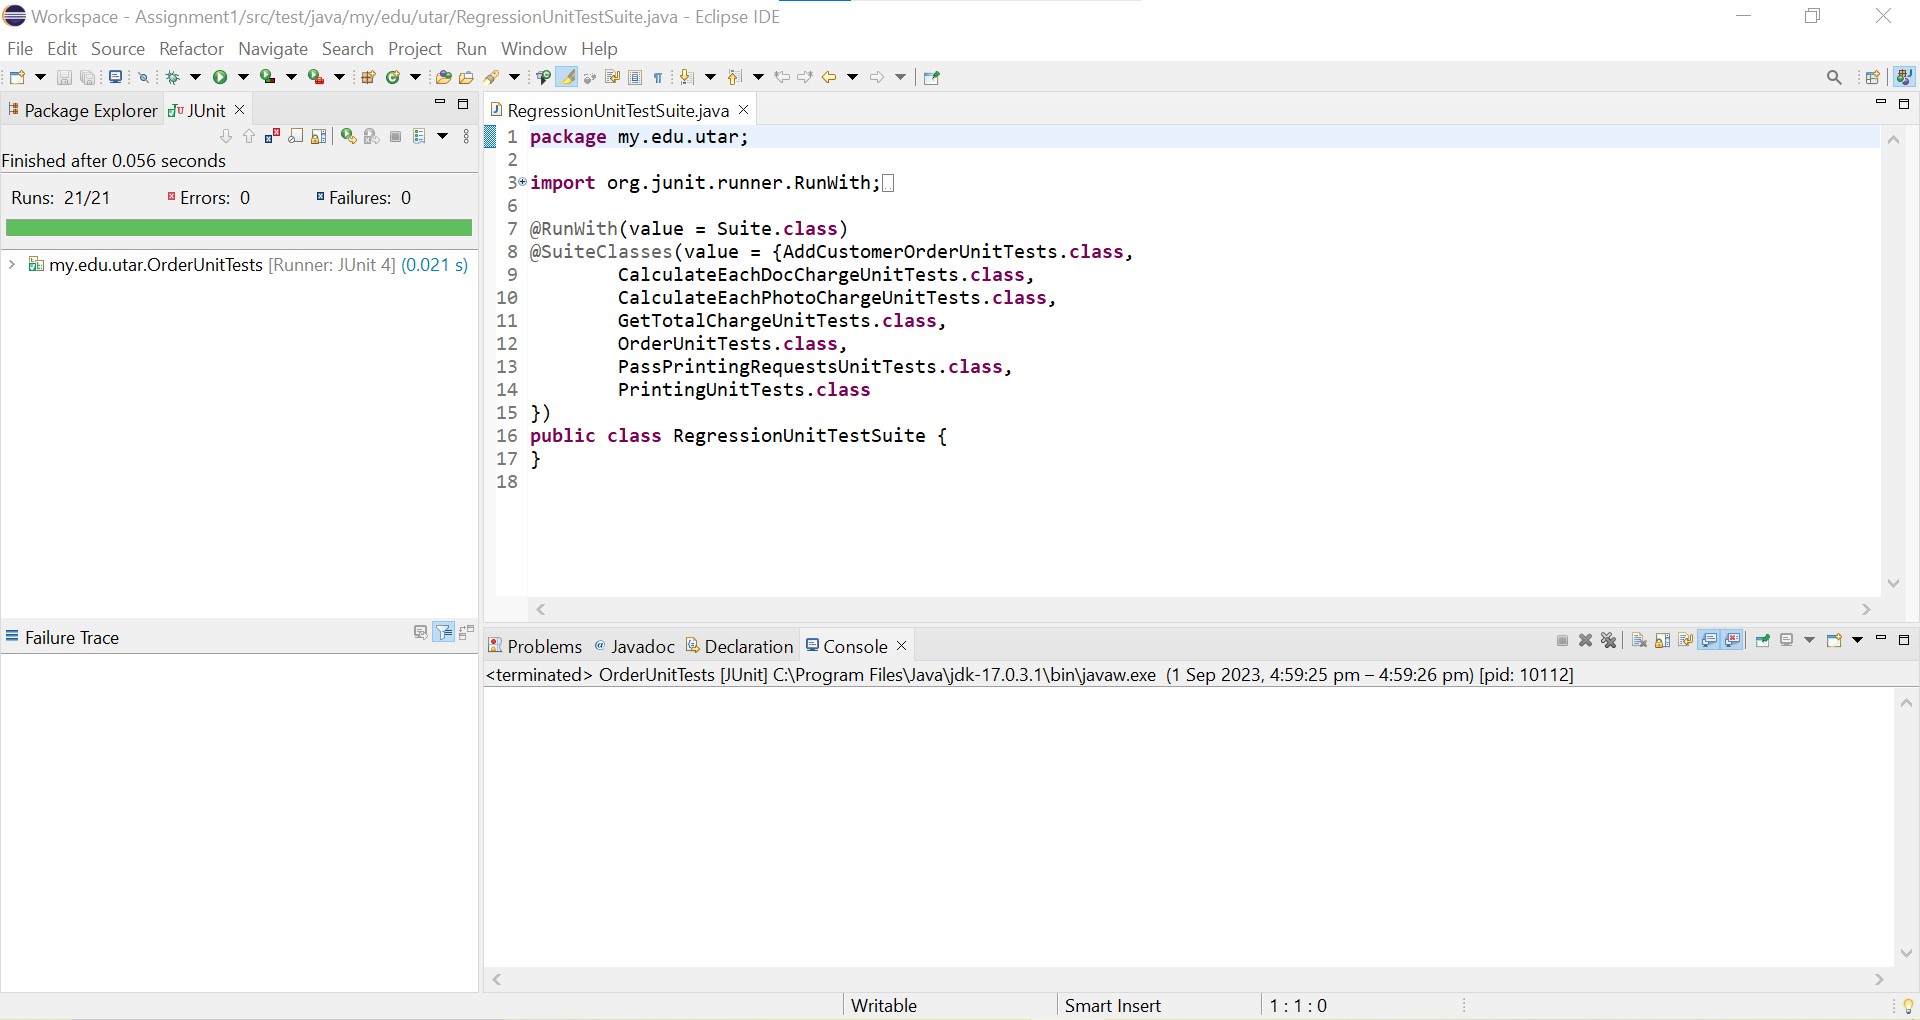 Workspace - Assignment1/src/test/java/my/edu/utar/RegressionUnitTestSuite.java - Eclipse IDE
File Edit Source Refactor Navigate Search Project Run Window Help
Package Explorer JUnit
Finished after 0.056 seconds
Runs: 21/21 Errors: 0 Failures: 0
my.edu.utar.OrderUnitTests [Runner: JUnit 4] (0.021 s)
Failure Trace
RegressionUnitTestSuite.java
1 package my.edu.utar;
2
3 import org.junit.runner.RunWith;
6
7 @RunWith(value = Suite.class)
8 @SuiteClasses(value = {AddCustomerOrderUnitTests.class,
9 CalculateEachDocChargeUnitTests.class,
10 CalculateEachPhotoChargeUnitTests.class,
11 GetTotalChargeUnitTests.class,
12 OrderUnitTests.class,
13 PassPrintingRequestsUnitTests.class,
14 PrintingUnitTests.class
15 })
16 public class RegressionUnitTestSuite {
17 }
18
Problems Javadoc Declaration Console
<terminated> OrderUnitTests [JUnit] C:\Program Files\Java\jdk-17.0.3.1\bin\javaw.exe (1 Sep 2023, 4:59:25 pm – 4:59:26 pm) [pid: 10112]
Writable Smart Insert 1 : 1 : 0